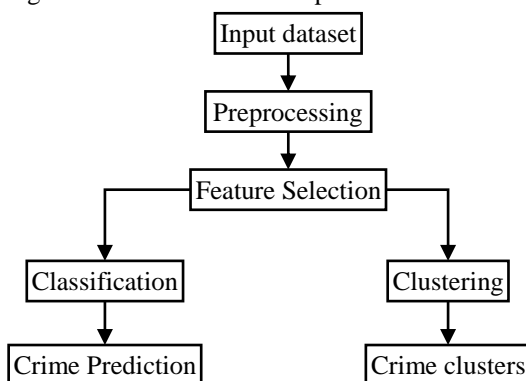 Input dataset
Preprocessing
Feature Selection
Classification
Clustering
Crime Prediction
Crime clusters